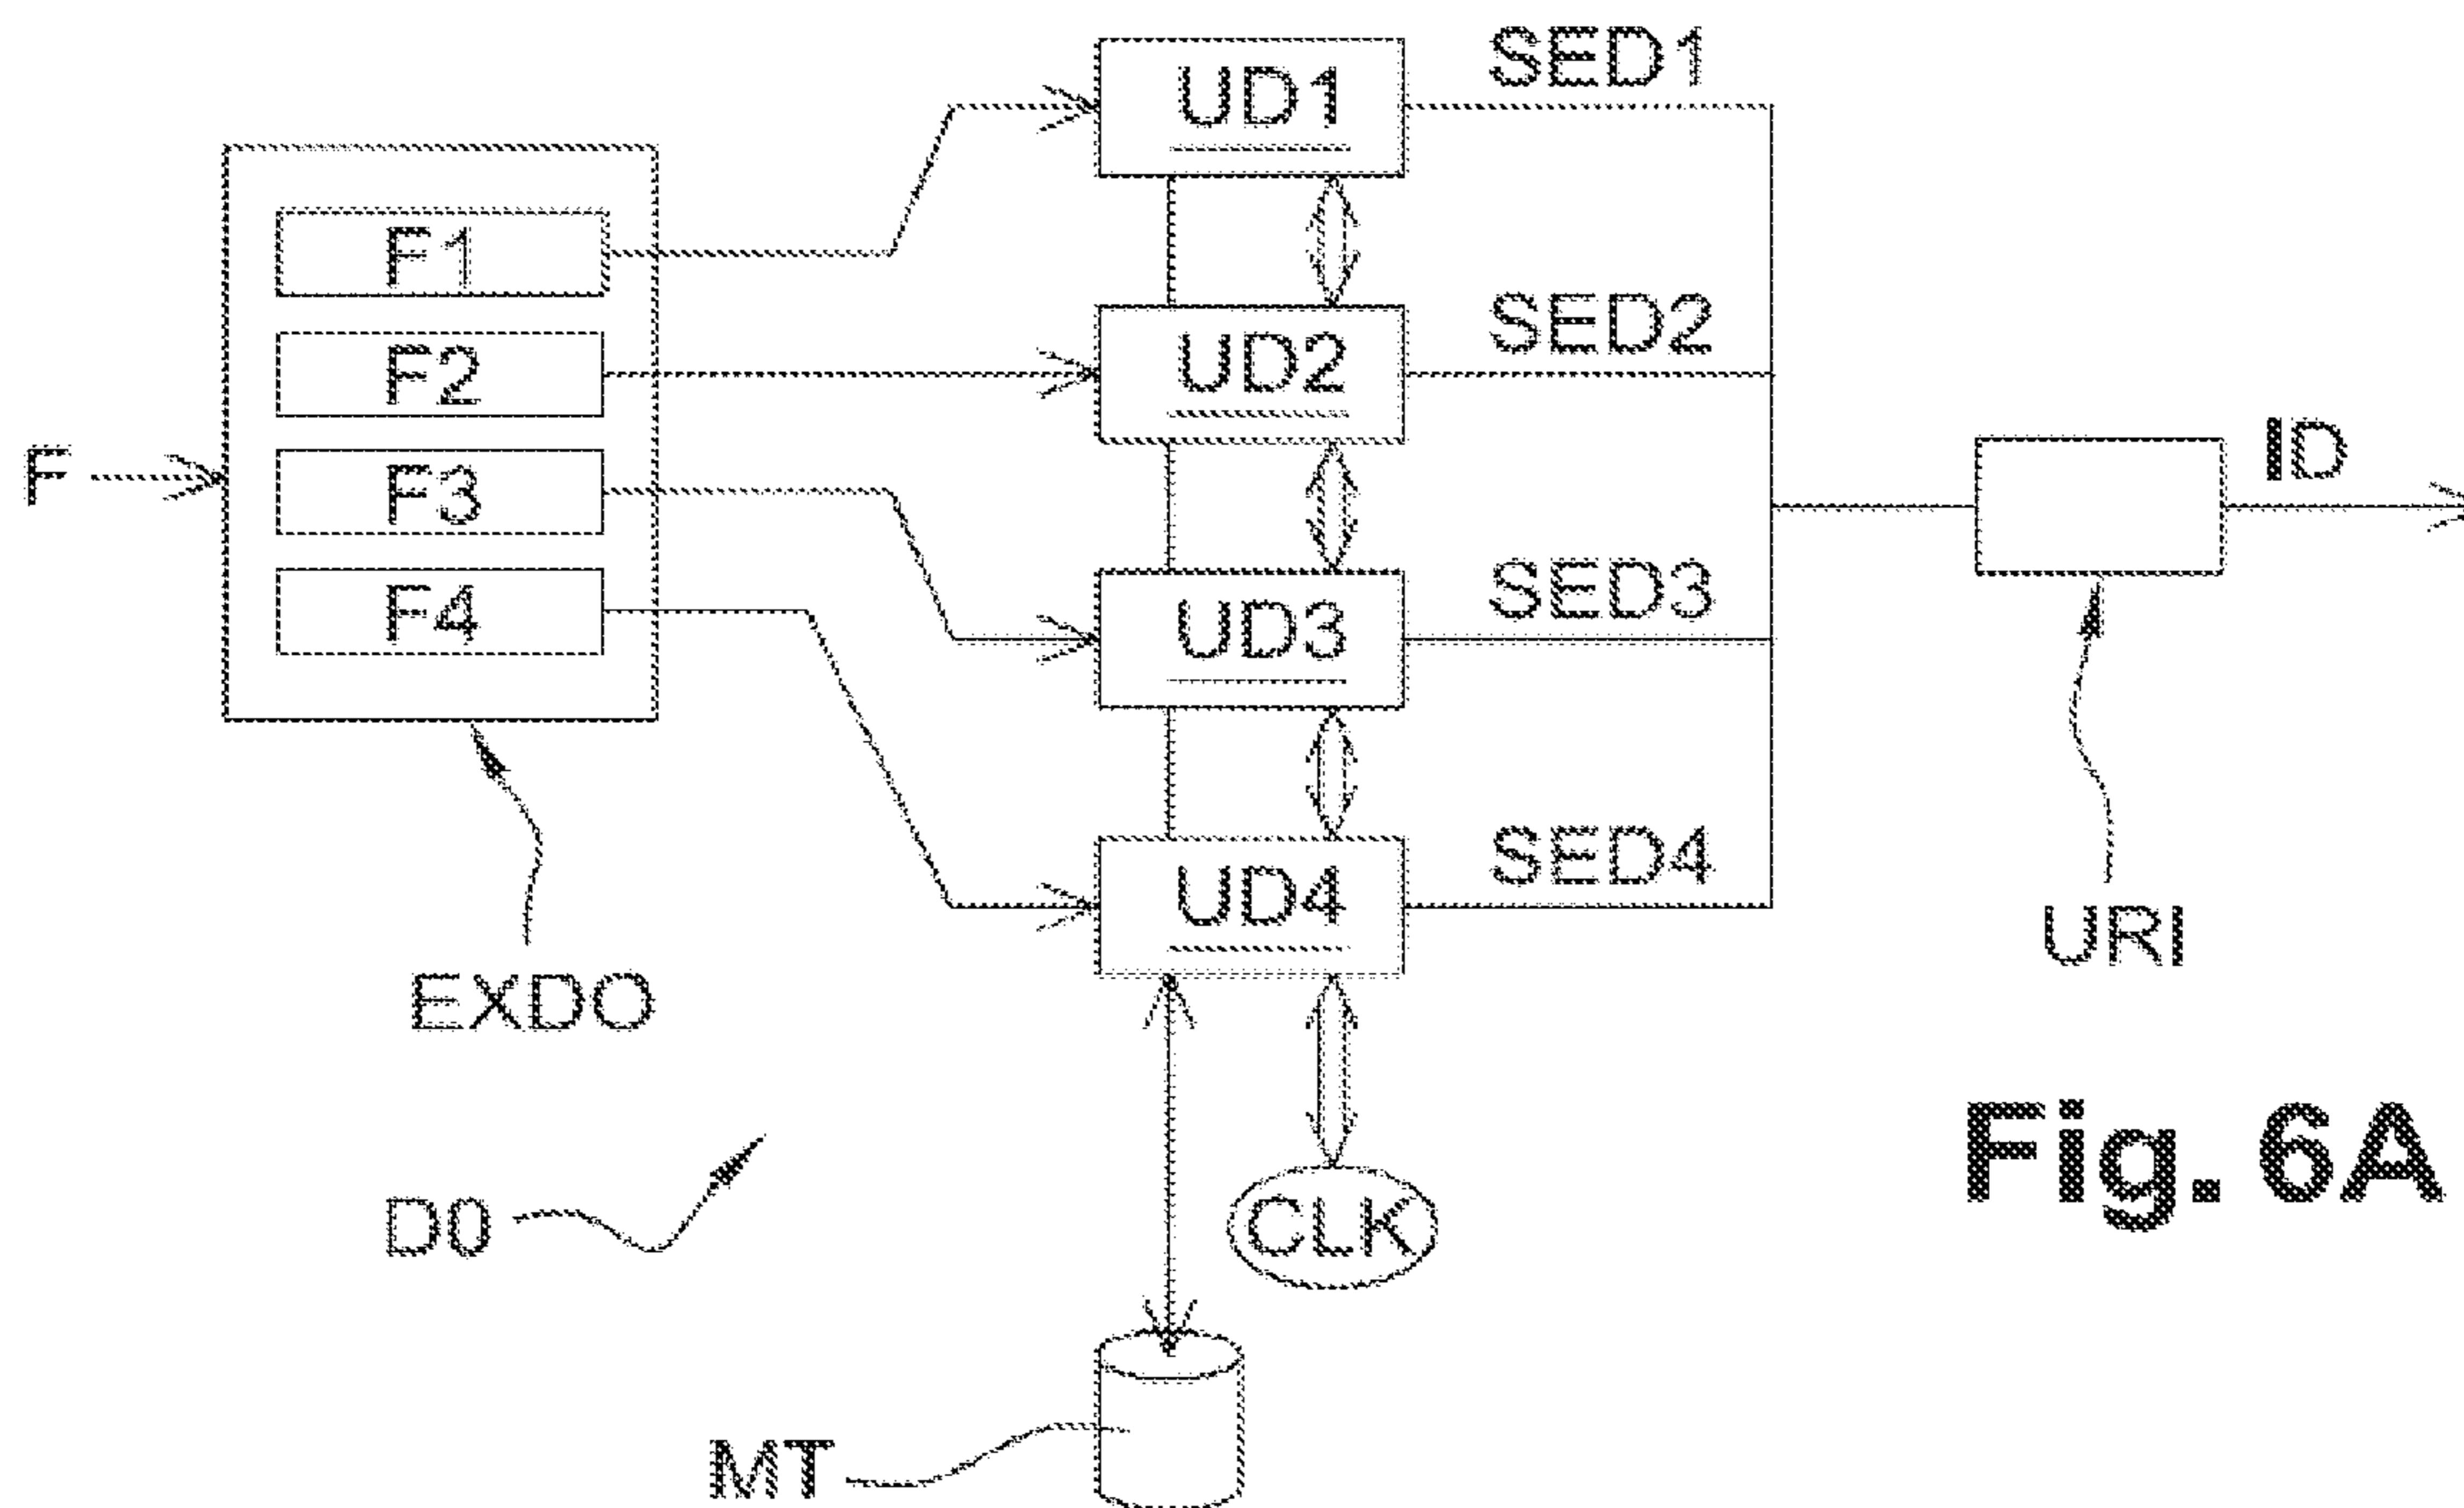 SED1
UD1
F1
SED2
F2
UD2
F
F3
ID
SED3
UD3
F4
SED4
UD4
URI
EXDO
Fig. 6A
D0
CLK
MT